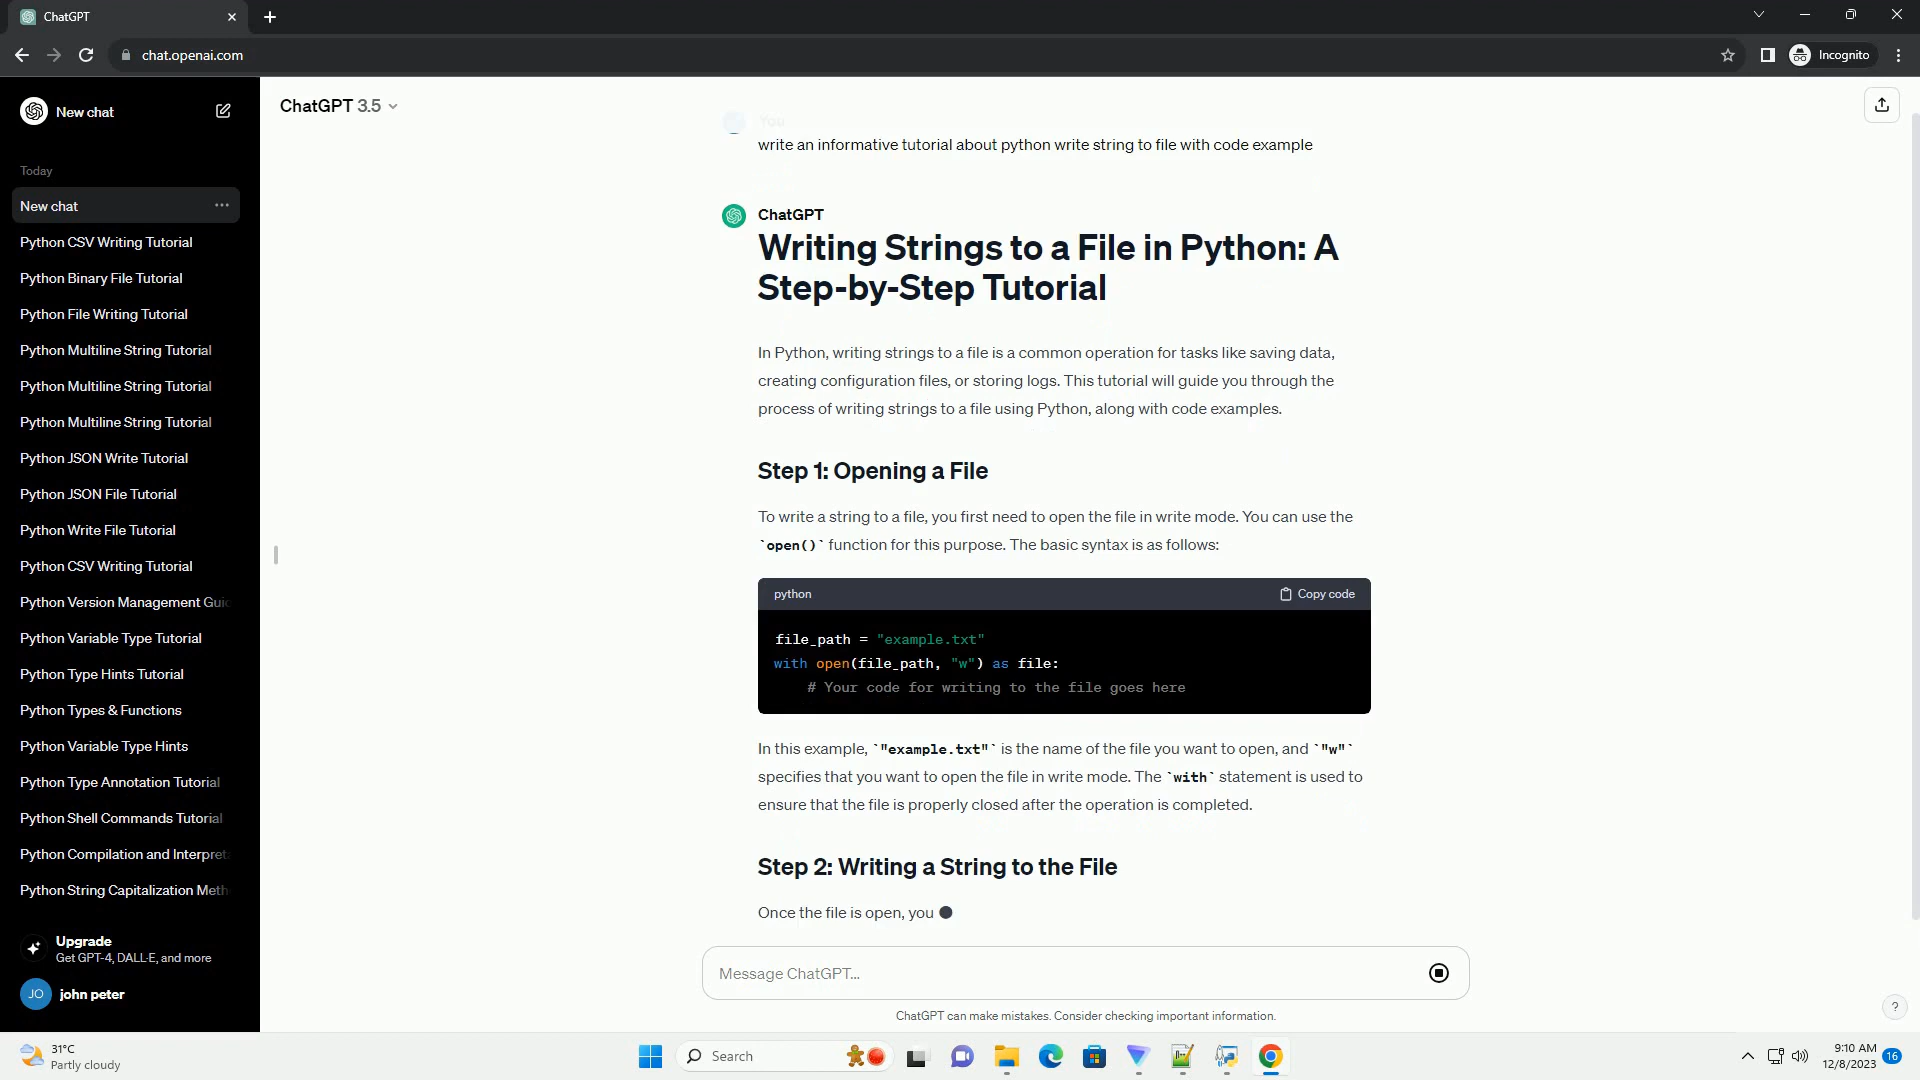 ChatGPT
chat.openai.com
Incognito
New chat
Today
New chat
Python CSV Writing Tutorial
Python Binary File Tutorial
Python File Writing Tutorial
Python Multiline String Tutorial
Python Multiline String Tutorial
Python Multiline String Tutorial
Python JSON Write Tutorial
Python JSON File Tutorial
Python Write File Tutorial
Python CSV Writing Tutorial
Python Version Management Guid
Python Variable Type Tutorial
Python Type Hints Tutorial
Python Types & Functions
Python Variable Type Hints
Python Type Annotation Tutorial
Python Shell Commands Tutorial
Python Compilation and Interpreta
Python String Capitalization Meth
Upgrade
Get GPT-4, DALL·E, and more
JO john peter
ChatGPT 3.5
You
write an informative tutorial about python write string to file with code example
ChatGPT
Writing Strings to a File in Python: A
Step-by-Step Tutorial
In Python, writing strings to a file is a common operation for tasks like saving data,
creating configuration files, or storing logs. This tutorial will guide you through the
process of writing strings to a file using Python, along with code examples.
Step 1: Opening a File
To write a string to a file, you first need to open the file in write mode. You can use the
`open()` function for this purpose. The basic syntax is as follows:
python Copy code
file_path = "example.txt"
with open(file_path, "w") as file:
# Your code for writing to the file goes here
In this example, `"example.txt"` is the name of the file you want to open, and `"w"`
specifies that you want to open the file in write mode. The `with` statement is used to
ensure that the file is properly closed after the operation is completed.
Step 2: Writing a String to the File
Once the file is open, you
Message ChatGPT…
ChatGPT can make mistakes. Consider checking important information.
?
31°C
Partly cloudy
Search
9:10 AM
12/8/2023
16